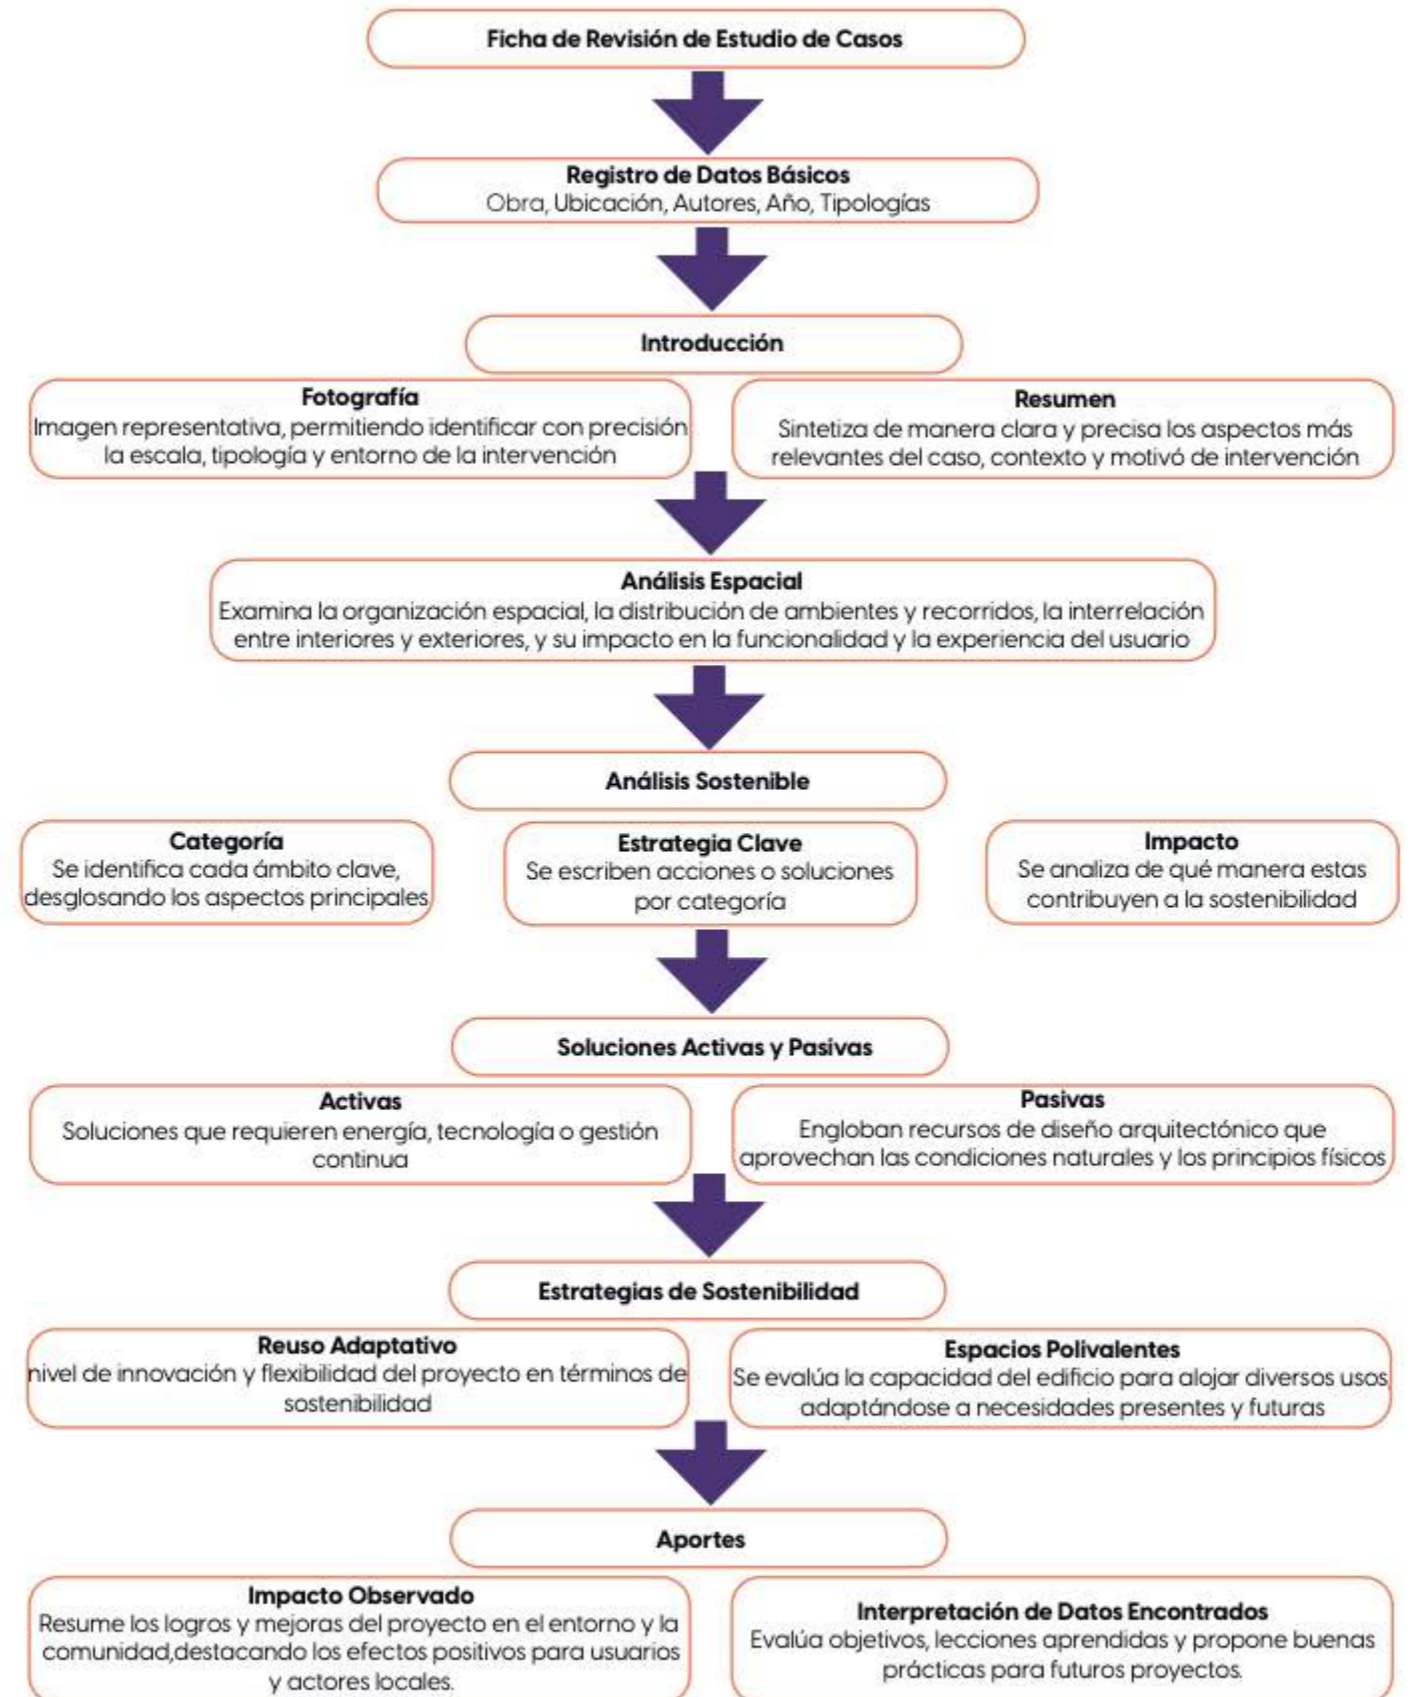 Ficha de Revisión de Estudio de Casos
Registro de Datos Básicos
Obra, Ubicación, Autores, Año, Tipologías
Introducción
Fotografía
Imagen representativa, permitiendo identificar con precisión
la escala, tipología y entorno de la intervención
Resumen
Sintetiza de manera clara y precisa los aspectos más
relevantes del caso, contexto y motivó de intervención
Análisis Espacial
Examina la organización espacial, la distribución de ambientes y recorridos, la interrelación
entre interiores y exteriores, y su impacto en la funcionalidad y la experiencia del usuario
Análisis Sostenible
Categoría
Se identifica cada ámbito clave,
desglosando los aspectos principales
Estrategia Clave
Se escriben acciones o soluciones
por categoría
Impacto
Se analiza de qué manera estas
contribuyen a la sostenibilidad
Soluciones Activas y Pasivas
Activas
Soluciones que requieren energía, tecnología o gestión
continua
Pasivas
Engloban recursos de diseño arquitectónico que
aprovechan las condiciones naturales y los principios físicos
Estrategias de Sostenibilidad
Reuso Adaptativo
nivel de innovación y flexibilidad del proyecto en términos de
sostenibilidad
Espacios Polivalentes
Se evalúa la capacidad del edificio para alojar diversos usos,
adaptándose a necesidades presentes y futuras
Aportes
Impacto Observado
Resume los logros y mejoras del proyecto en el entorno y la
comunidad,destacando los efectos positivos para usuarios
y actores locales.
Interpretación de Datos Encontrados
Evalúa objetivos, lecciones aprendidas y propone buenas
prácticas para futuros proyectos.